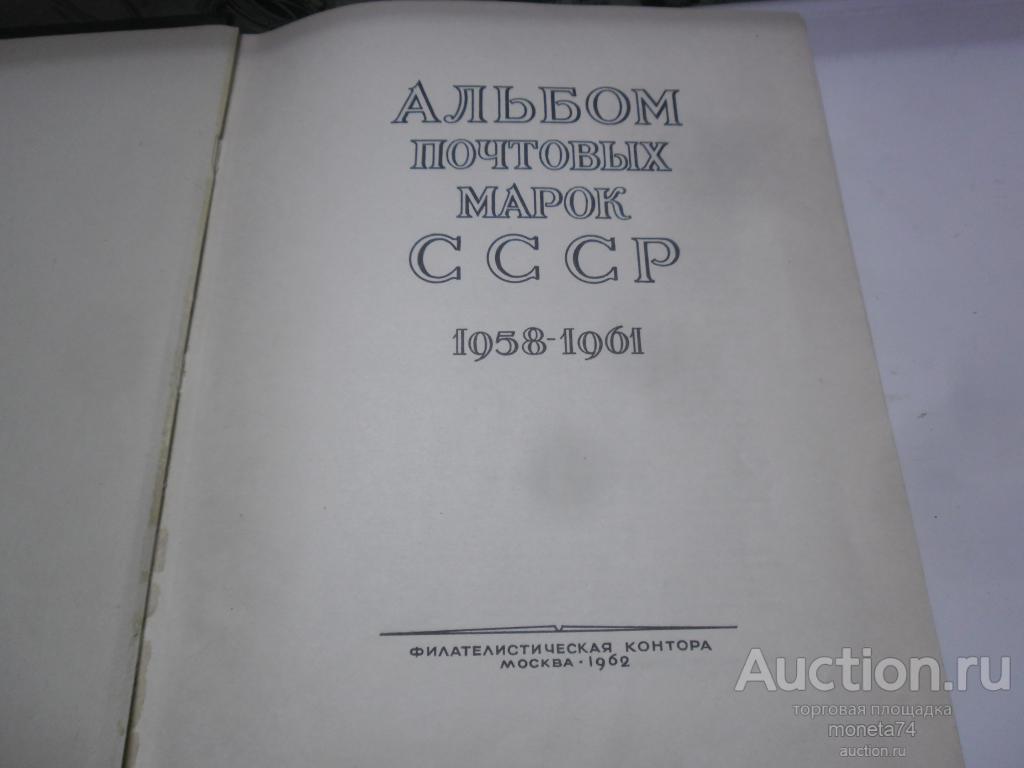 АЛЬБОМ
ПОЧТОВЫХ
МАРОК
СССР
1958-1961
ФИЛАТЕЛИСТИЧЕСКАЯ КОНТОРА
МОСКВА · 1962
Auction.ru
торговая площадка
moneta74
auction.ru